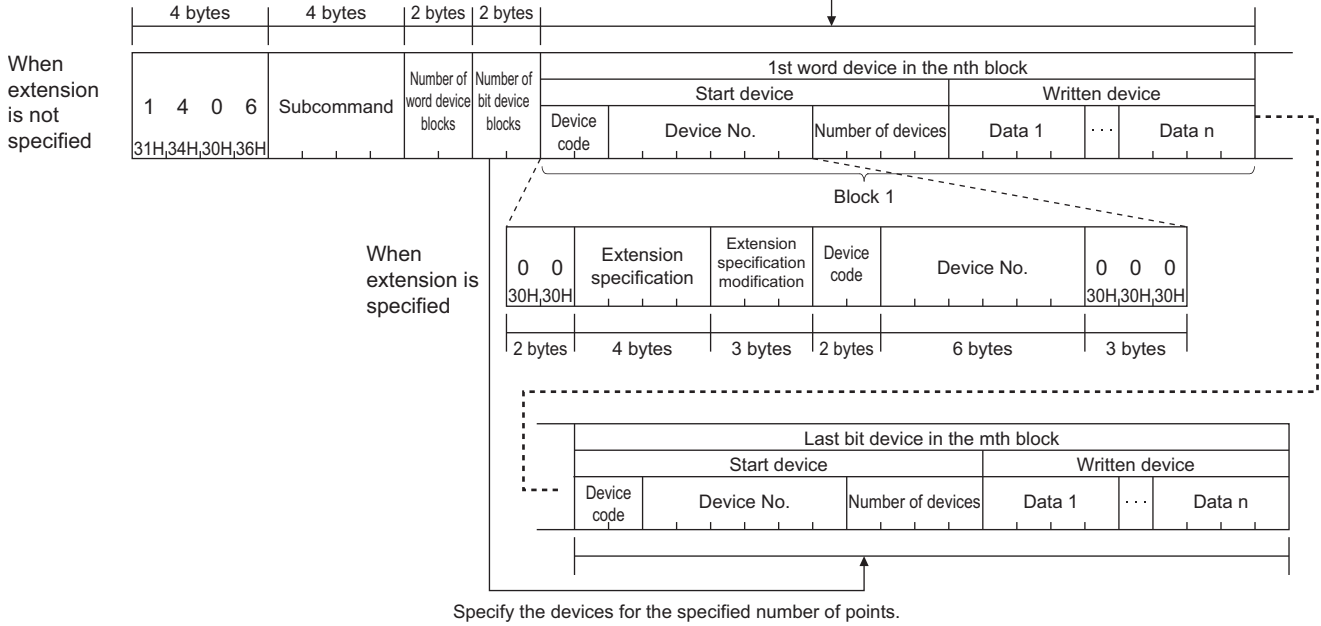 4 bytes 4 bytes 2 bytes 2 bytes
When
extension
is not
specified
1 4 0 6
31H,34H,30H,36H
Subcommand
Number of
word device
blocks
Number of
bit device
blocks
1st word device in the nth block
Start device Written device
Device
code
Device No.
Number of devices
Data 1 ··· Data n
Block 1
When
extension is
specified
0 0
30H,30H
Extension
specification
Extension
specification
modification
Device
code
Device No.
0 0 0
30H,30H,30H
2 bytes 4 bytes 3 bytes 2 bytes 6 bytes 3 bytes
Last bit device in the mth block
Start device Written device
Device
code
Device No.
Number of devices
Data 1 ··· Data n
Specify the devices for the specified number of points.